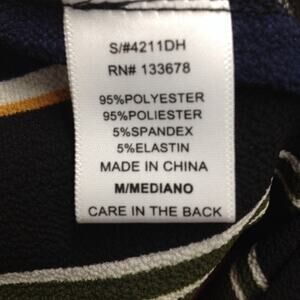 S/#4211DH
RN# 133678
95%POLYESTER
95%POLIESTER
5%SPANDEX
5%ELASTIN
MADE IN CHINA
M/MEDIANO
CARE IN THE BACK